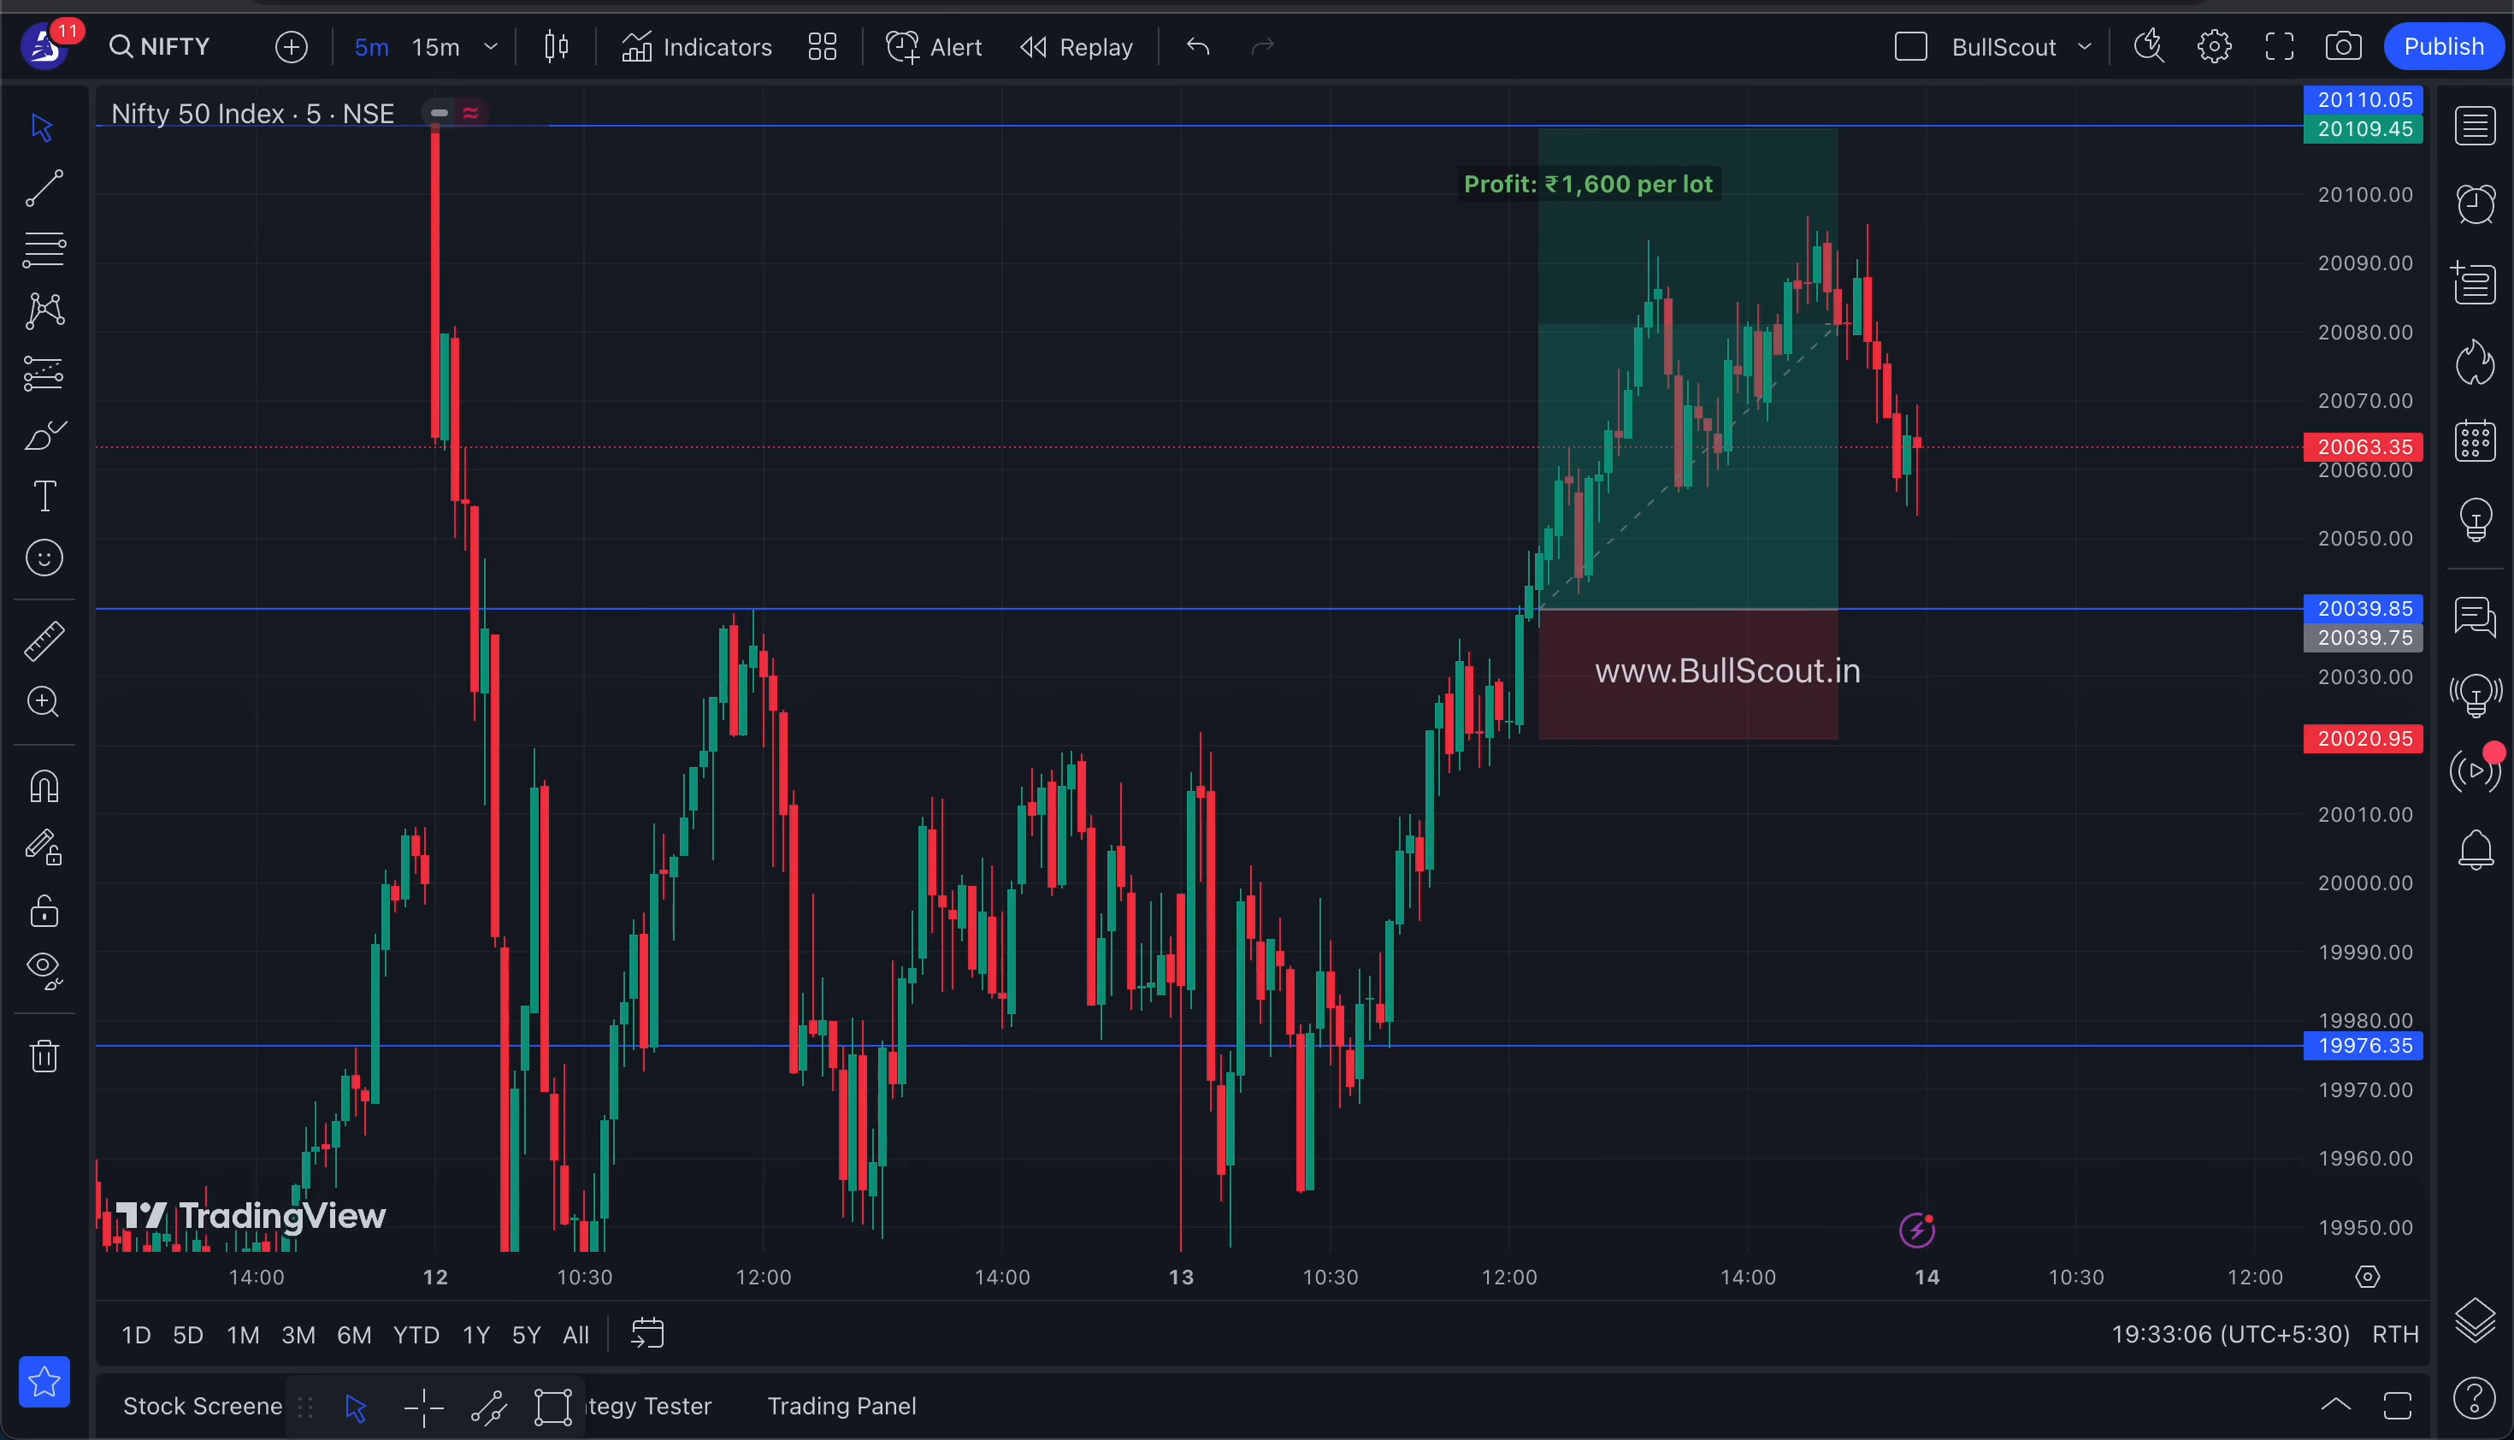 11
NIFTY
5m
15m
Indicators
Alert
Replay
BullScout
Publish
Nifty 50 Index · 5 · NSE
Profit: ₹1,600 per lot
www.BullScout.in
20110.05
20109.45
20100.00
20090.00
20080.00
20070.00
20063.35
20060.00
20050.00
20039.85
20039.75
20030.00
20020.95
20010.00
20000.00
19990.00
19980.00
19976.35
19970.00
19960.00
19950.00
TradingView
14:00
12
10:30
12:00
14:00
13
10:30
12:00
14:00
14
10:30
12:00
1D
5D
1M
3M
6M
YTD
1Y
5Y
All
19:33:06 (UTC+5:30)
RTH
Stock Screene
tegy Tester
Trading Panel